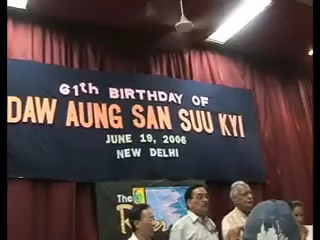 61th BIRTHDAY OF
DAW AUNG SAN SUU KYI
JUNE 19, 2006
NEW DELHI
The